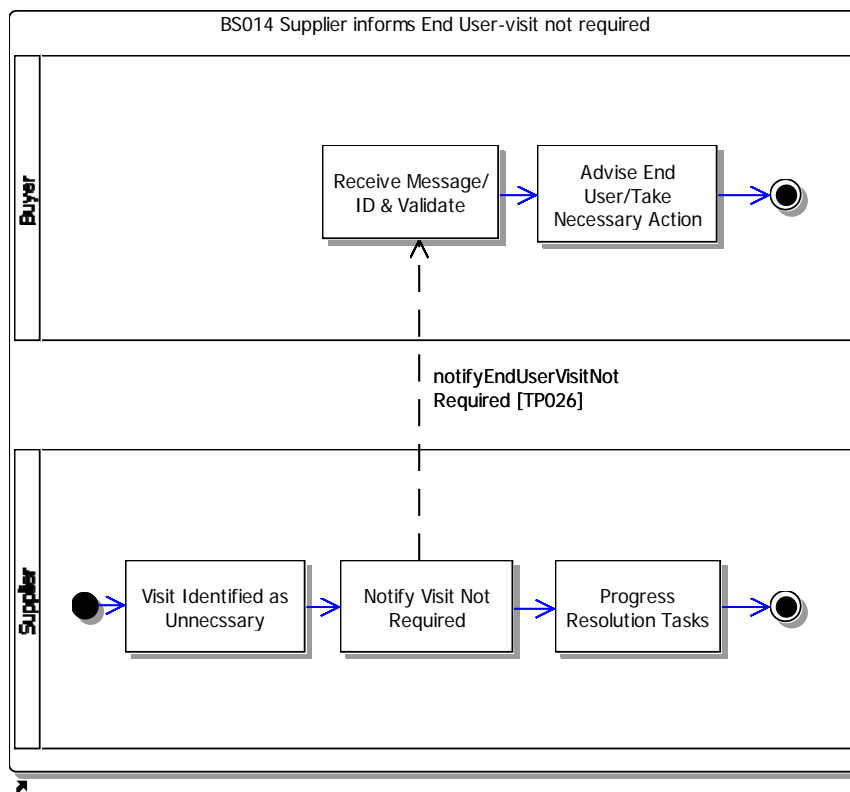 BS014 Supplier informs End User-visit not required
Buyer
Receive Message/
ID & Validate
Advise End
User/Take
Necessary Action
notifyEndUserVisitNot
Required [TP026]
Supplier
Visit Identified as
Unnecssary
Notify Visit Not
Required
Progress
Resolution Tasks